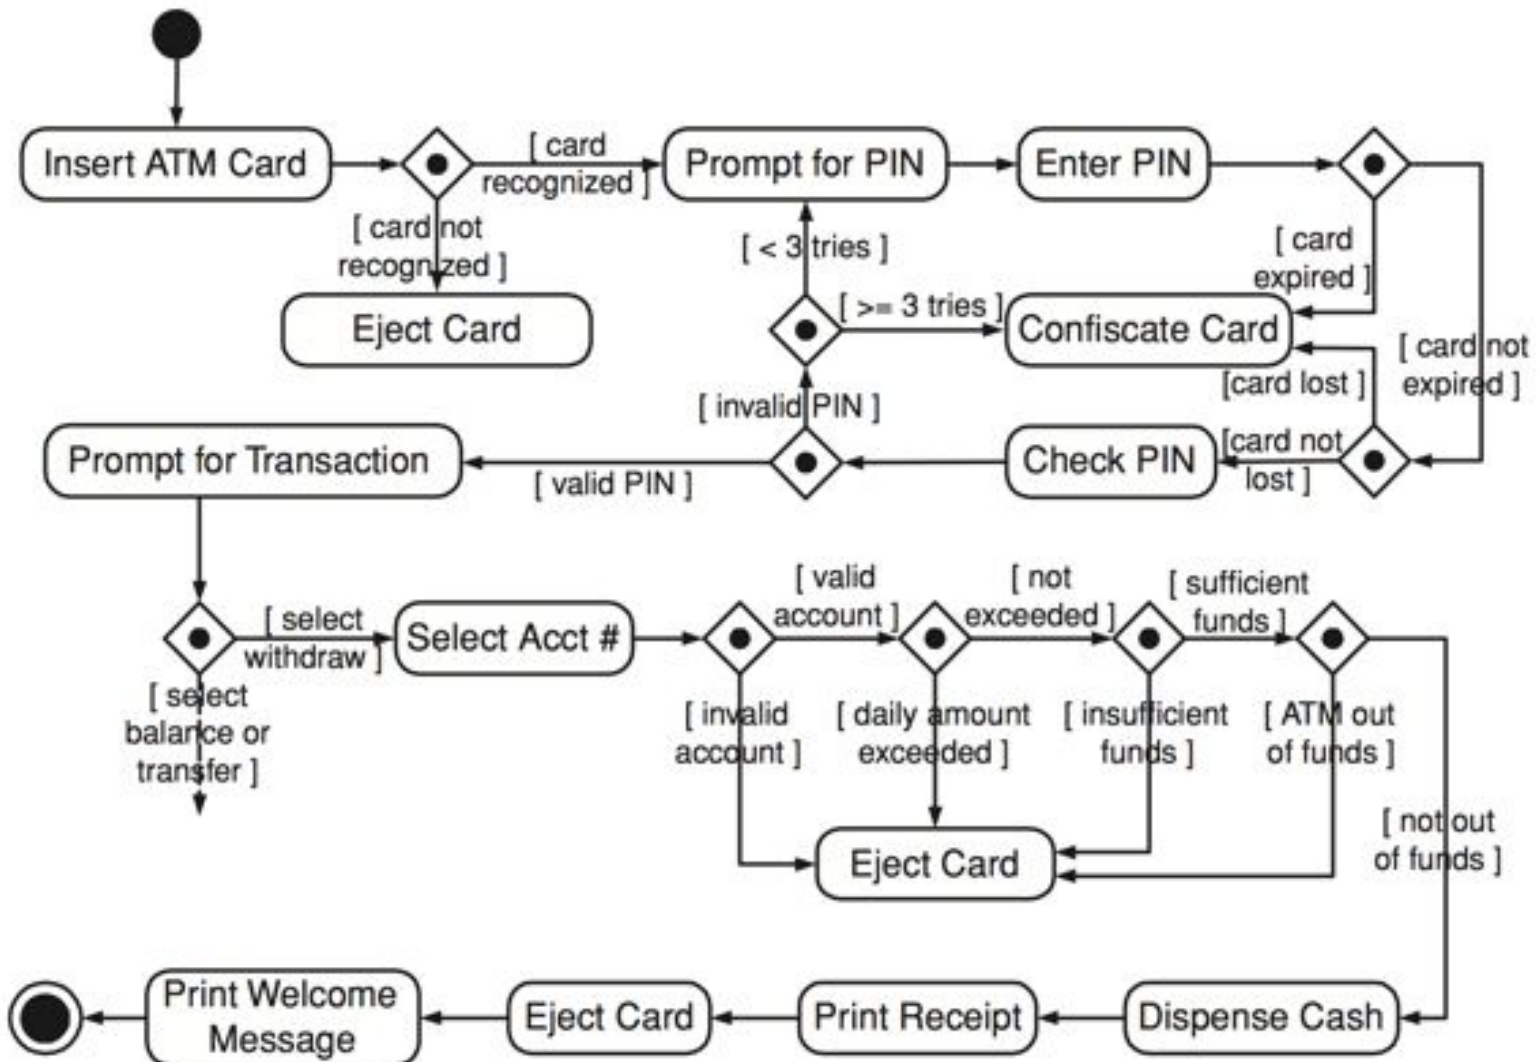 Insert ATM Card
[ card
recognized ]
Prompt for PIN
Enter PIN
[ card not
recognized ]
Eject Card
[ < 3 tries ]
[ >= 3 tries ]
[ card
expired ]
Confiscate Card
[ card not
expired ]
[card lost ]
[ invalid PIN ]
Prompt for Transaction
[ valid PIN ]
Check PIN
[card not
lost ]
[ select
withdraw ]
Select Acct #
[ valid
account ]
[ not
exceeded ]
[ sufficient
funds ]
[ select
balance or
transfer ]
[ invalid
account ]
[ daily amount
exceeded ]
[ insufficient
funds ]
[ ATM out
of funds ]
[ not out
of funds ]
Eject Card
Print Welcome
Message
Eject Card
Print Receipt
Dispense Cash